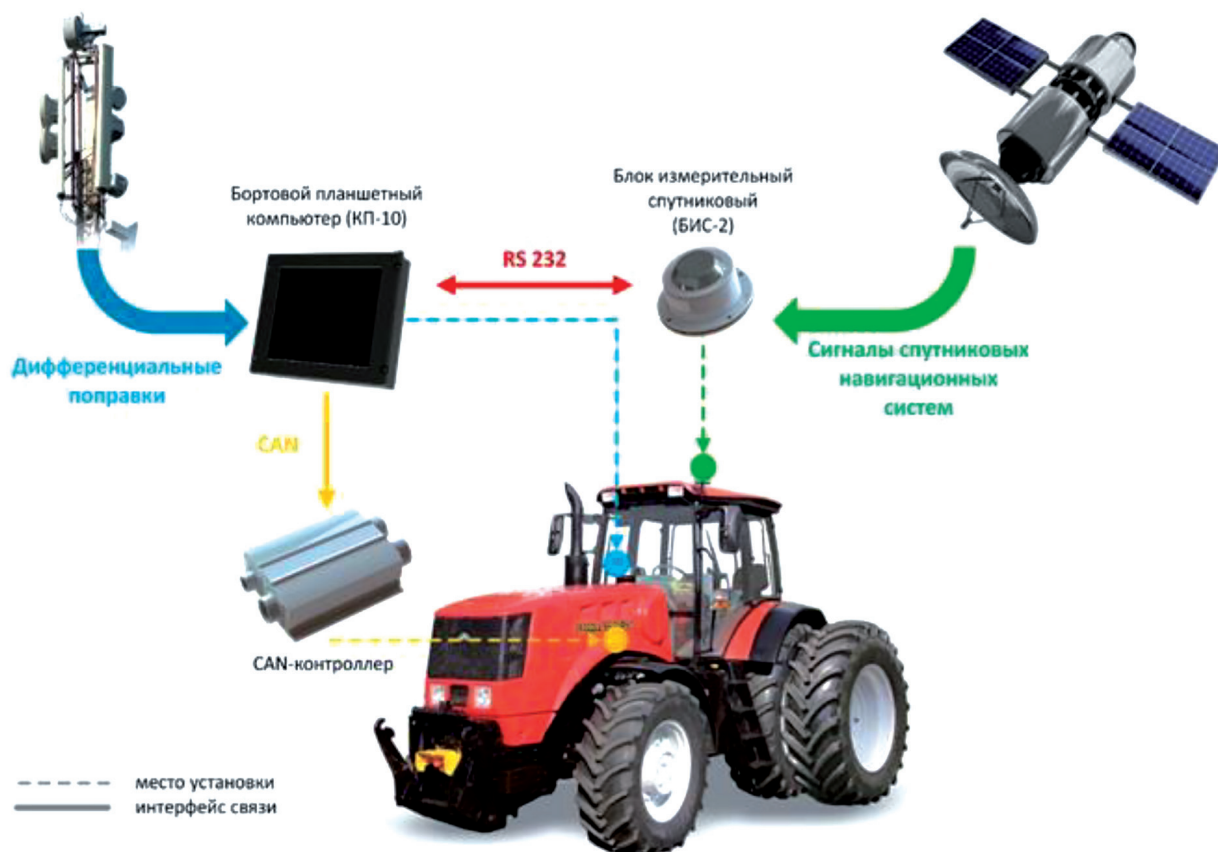 Бортовой планшетный
компьютер (КП-10)
Блок измерительный
спутниковый
(БИС-2)
RS 232
Дифференциальные
поправки
Сигналы спутниковых
навигационных
систем
CAN
CAN-контроллер
место установки
интерфейс связи